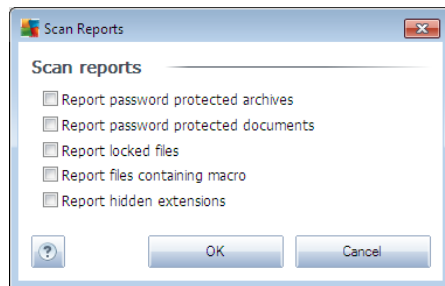 Scan Reports
Scan reports
Report password protected archives
Report password protected documents
Report locked files
Report files containing macro
Report hidden extensions
?
OK
Cancel